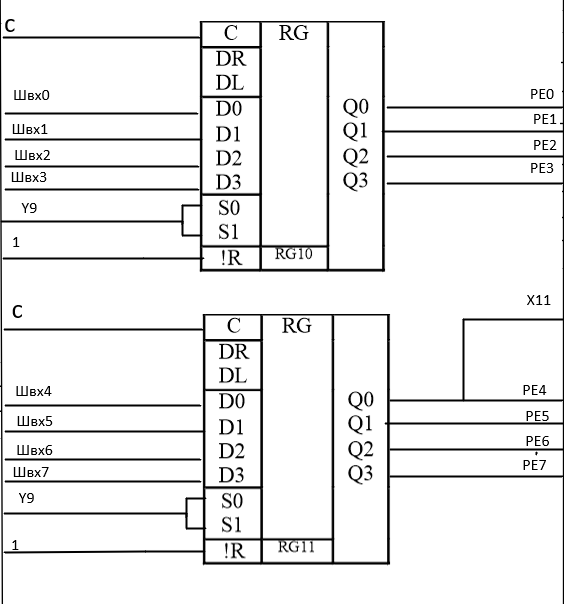 C C RG
DR
DL
Швх0 D0 Q0 PE0
Швх1 D1 Q1 PE1
Швх2 D2 Q2 PE2
Швх3 D3 Q3 PE3
Y9 S0
S1
1 !R RG10
C C RG X11
DR
DL
Швх4 D0 Q0 PE4
Швх5 D1 Q1 PE5
Швх6 D2 Q2 PE6
Швх7 D3 Q3 PE7
Y9 S0
S1
1 !R RG11